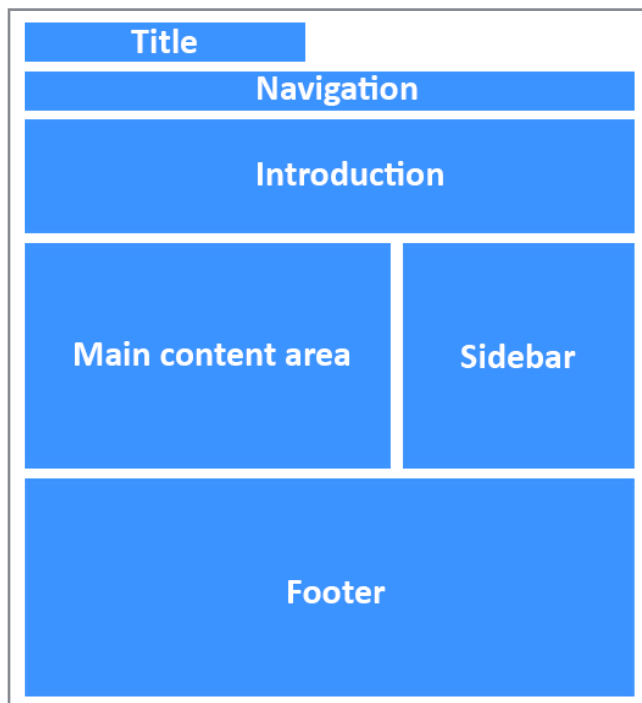 Title
Navigation
Introduction
Main content area
Sidebar
Footer